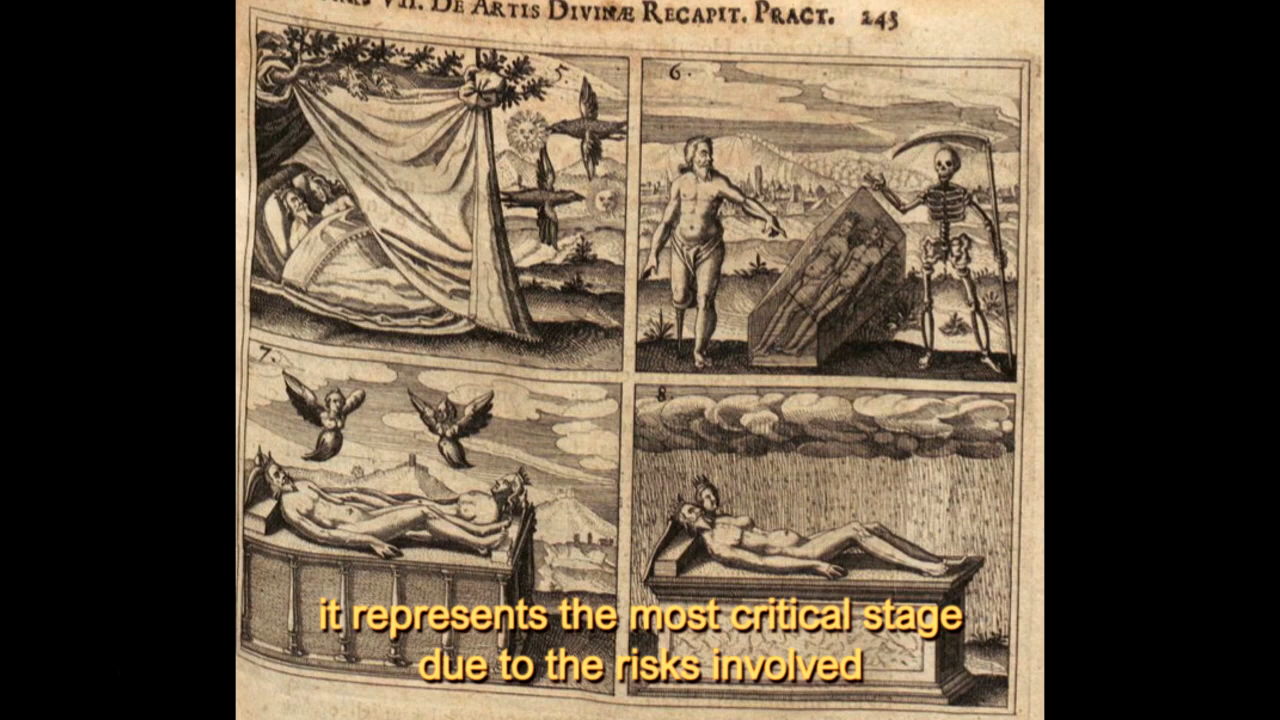 VII. DE ARTIS DIVINÆ RECAPIT. PRACT. 243
5.
6.
7.
8
it represents the most critical stage
due to the risks involved